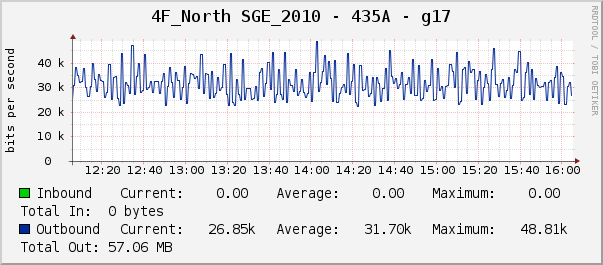 4F_North SGE_2010 - 435A - g17
RRDTOOL / TOBI OETIKER
bits per second
40 k
30 k
20 k
10 k
0
12:20 12:40 13:00 13:20 13:40 14:00 14:20 14:40 15:00 15:20 15:40 16:00
Inbound Current: 0.00 Average: 0.00 Maximum: 0.00
Total In: 0 bytes
Outbound Current: 26.85k Average: 31.70k Maximum: 48.81k
Total Out: 57.06 MB